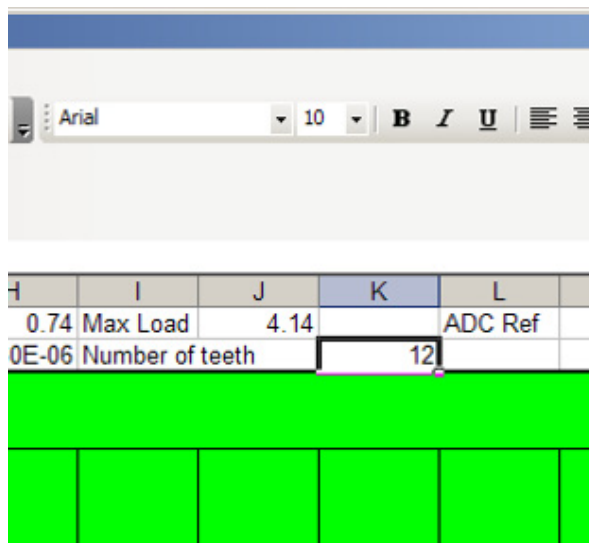 Arial 10 B I U
H I J K L
0.74 Max Load 4.14 ADC Ref
0E-06 Number of teeth 12